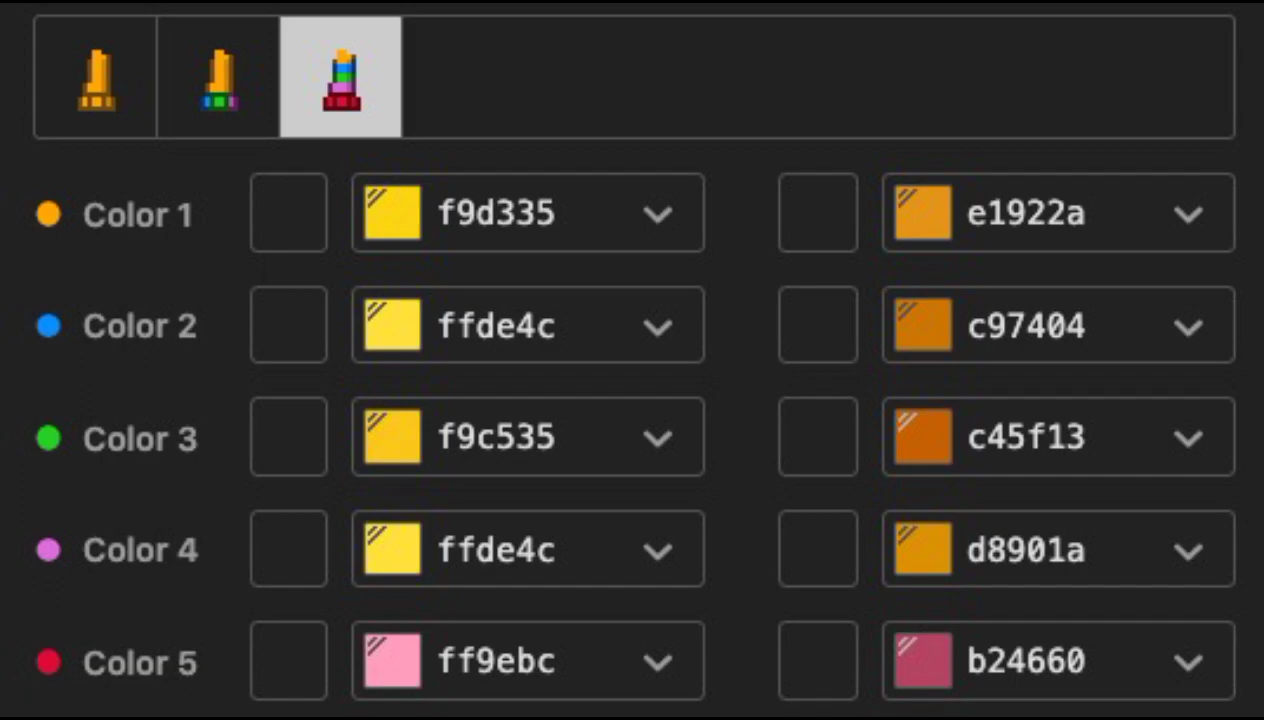 Color 1 f9d335 e1922a
Color 2 ffde4c c97404
Color 3 f9c535 c45f13
Color 4 ffde4c d8901a
Color 5 ff9ebc b24660